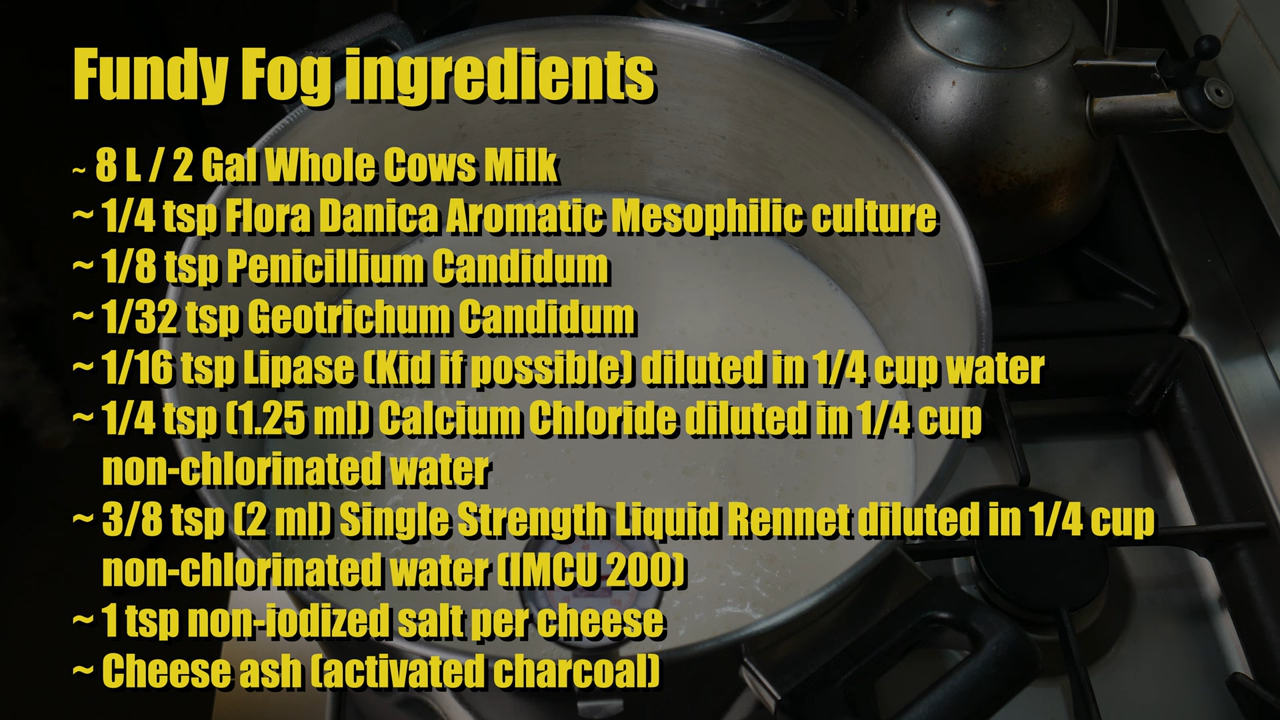 Fundy Fog ingredients
~ 8 L / 2 Gal Whole Cows Milk
~ 1/4 tsp Flora Danica Aromatic Mesophilic culture
~ 1/8 tsp Penicillium Candidum
~ 1/32 tsp Geotrichum Candidum
~ 1/16 tsp Lipase (Kid if possible) diluted in 1/4 cup water
~ 1/4 tsp (1.25 ml) Calcium Chloride diluted in 1/4 cup
non-chlorinated water
~ 3/8 tsp (2 ml) Single Strength Liquid Rennet diluted in 1/4 cup
non-chlorinated water (IMCU 200)
~ 1 tsp non-iodized salt per cheese
~ Cheese ash (activated charcoal)